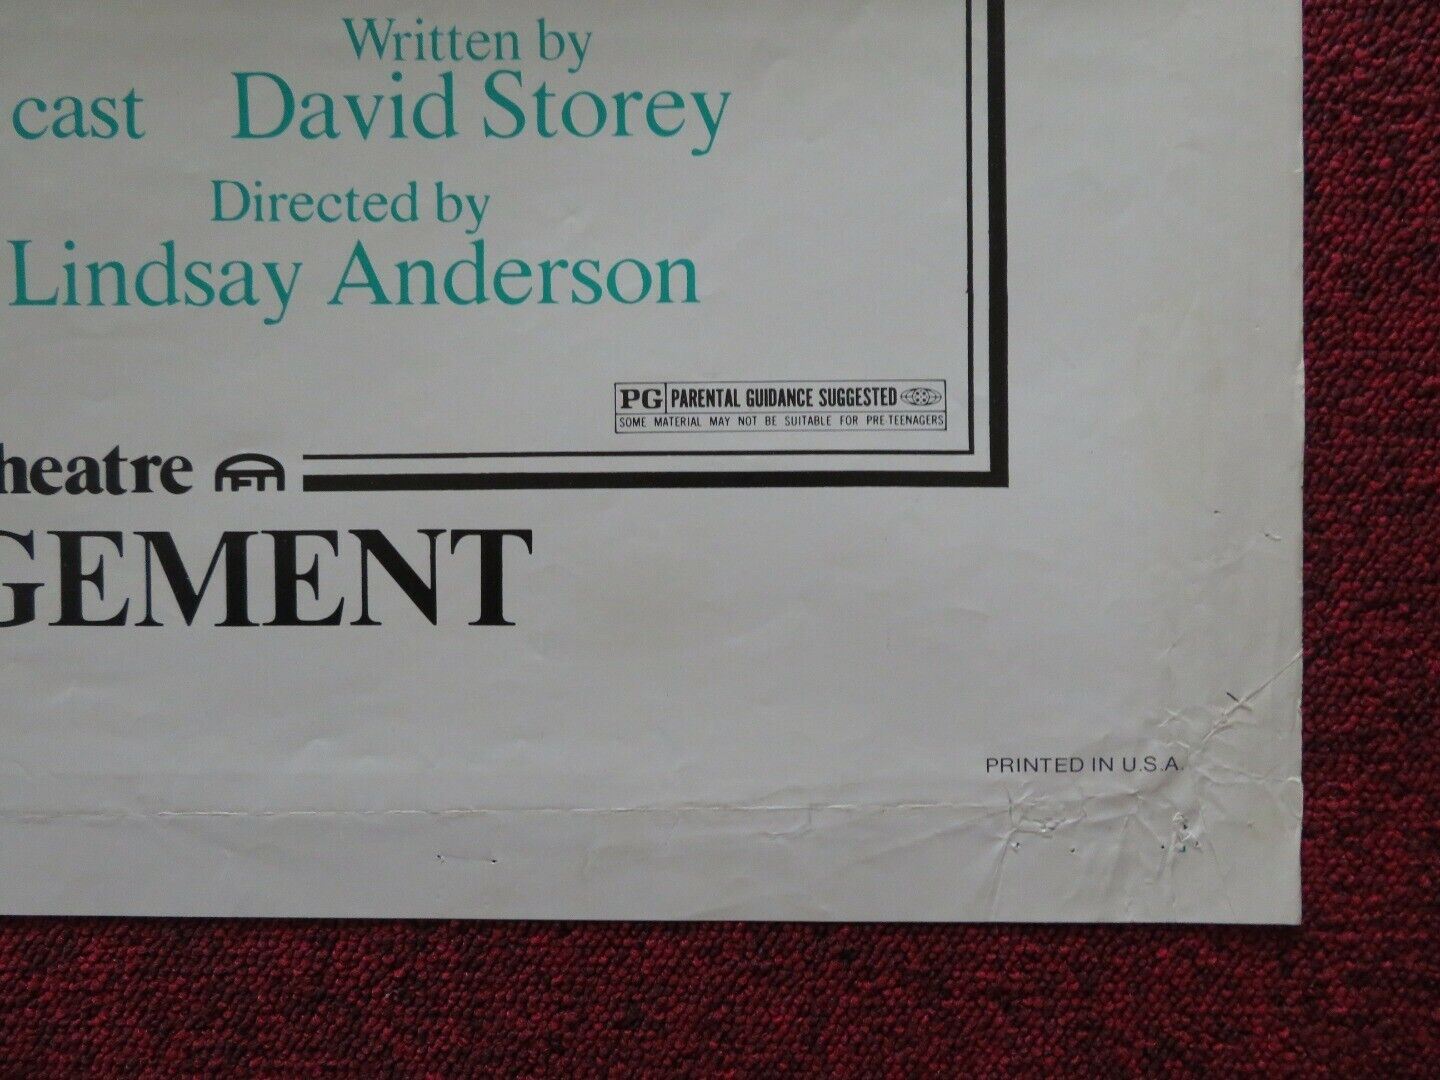 Written by
cast David Storey
Directed by
Lindsay Anderson
PG PARENTAL GUIDANCE SUGGESTED
SOME MATERIAL MAY NOT BE SUITABLE FOR PRE-TEENAGERS
heatre AFT
GEMENT
PRINTED IN U.S.A.